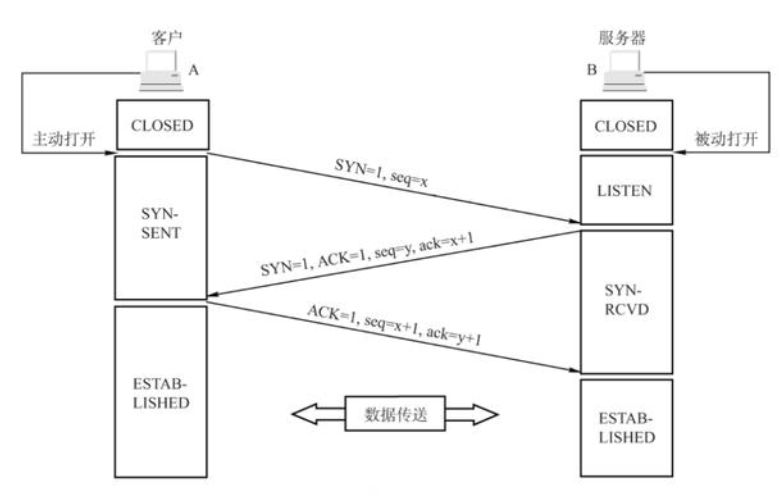 客户
服务器
A
B
CLOSED
CLOSED
主动打开
被动打开
SYN=1, seq=x
LISTEN
SYN-
SENT
SYN=1, ACK=1, seq=y, ack=x+1
SYN-
RCVD
ACK=1, seq=x+1, ack=y+1
ESTAB-
LISHED
数据传送
ESTAB-
LISHED